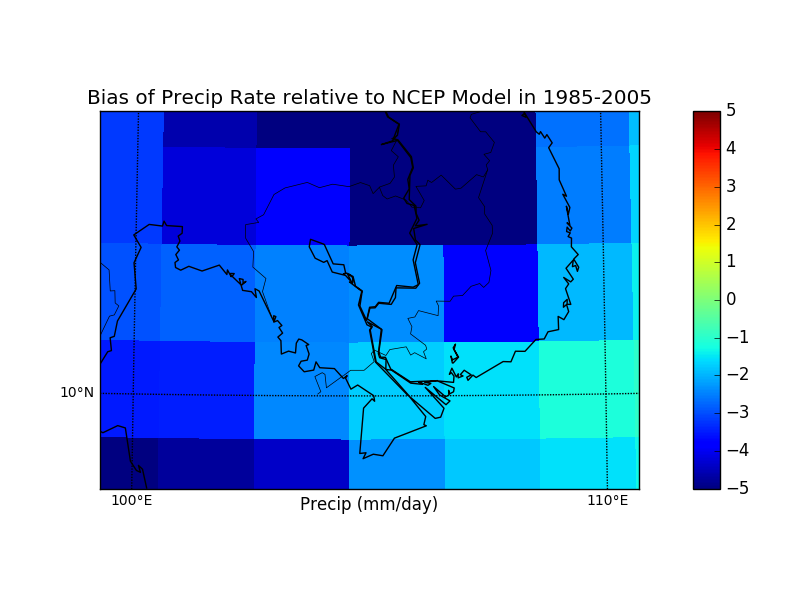 Bias of Precip Rate relative to NCEP Model in 1985-2005
5
4
3
2
1
0
−1
−2
−3
−4
−5
10°N
100°E
110°E
Precip (mm/day)